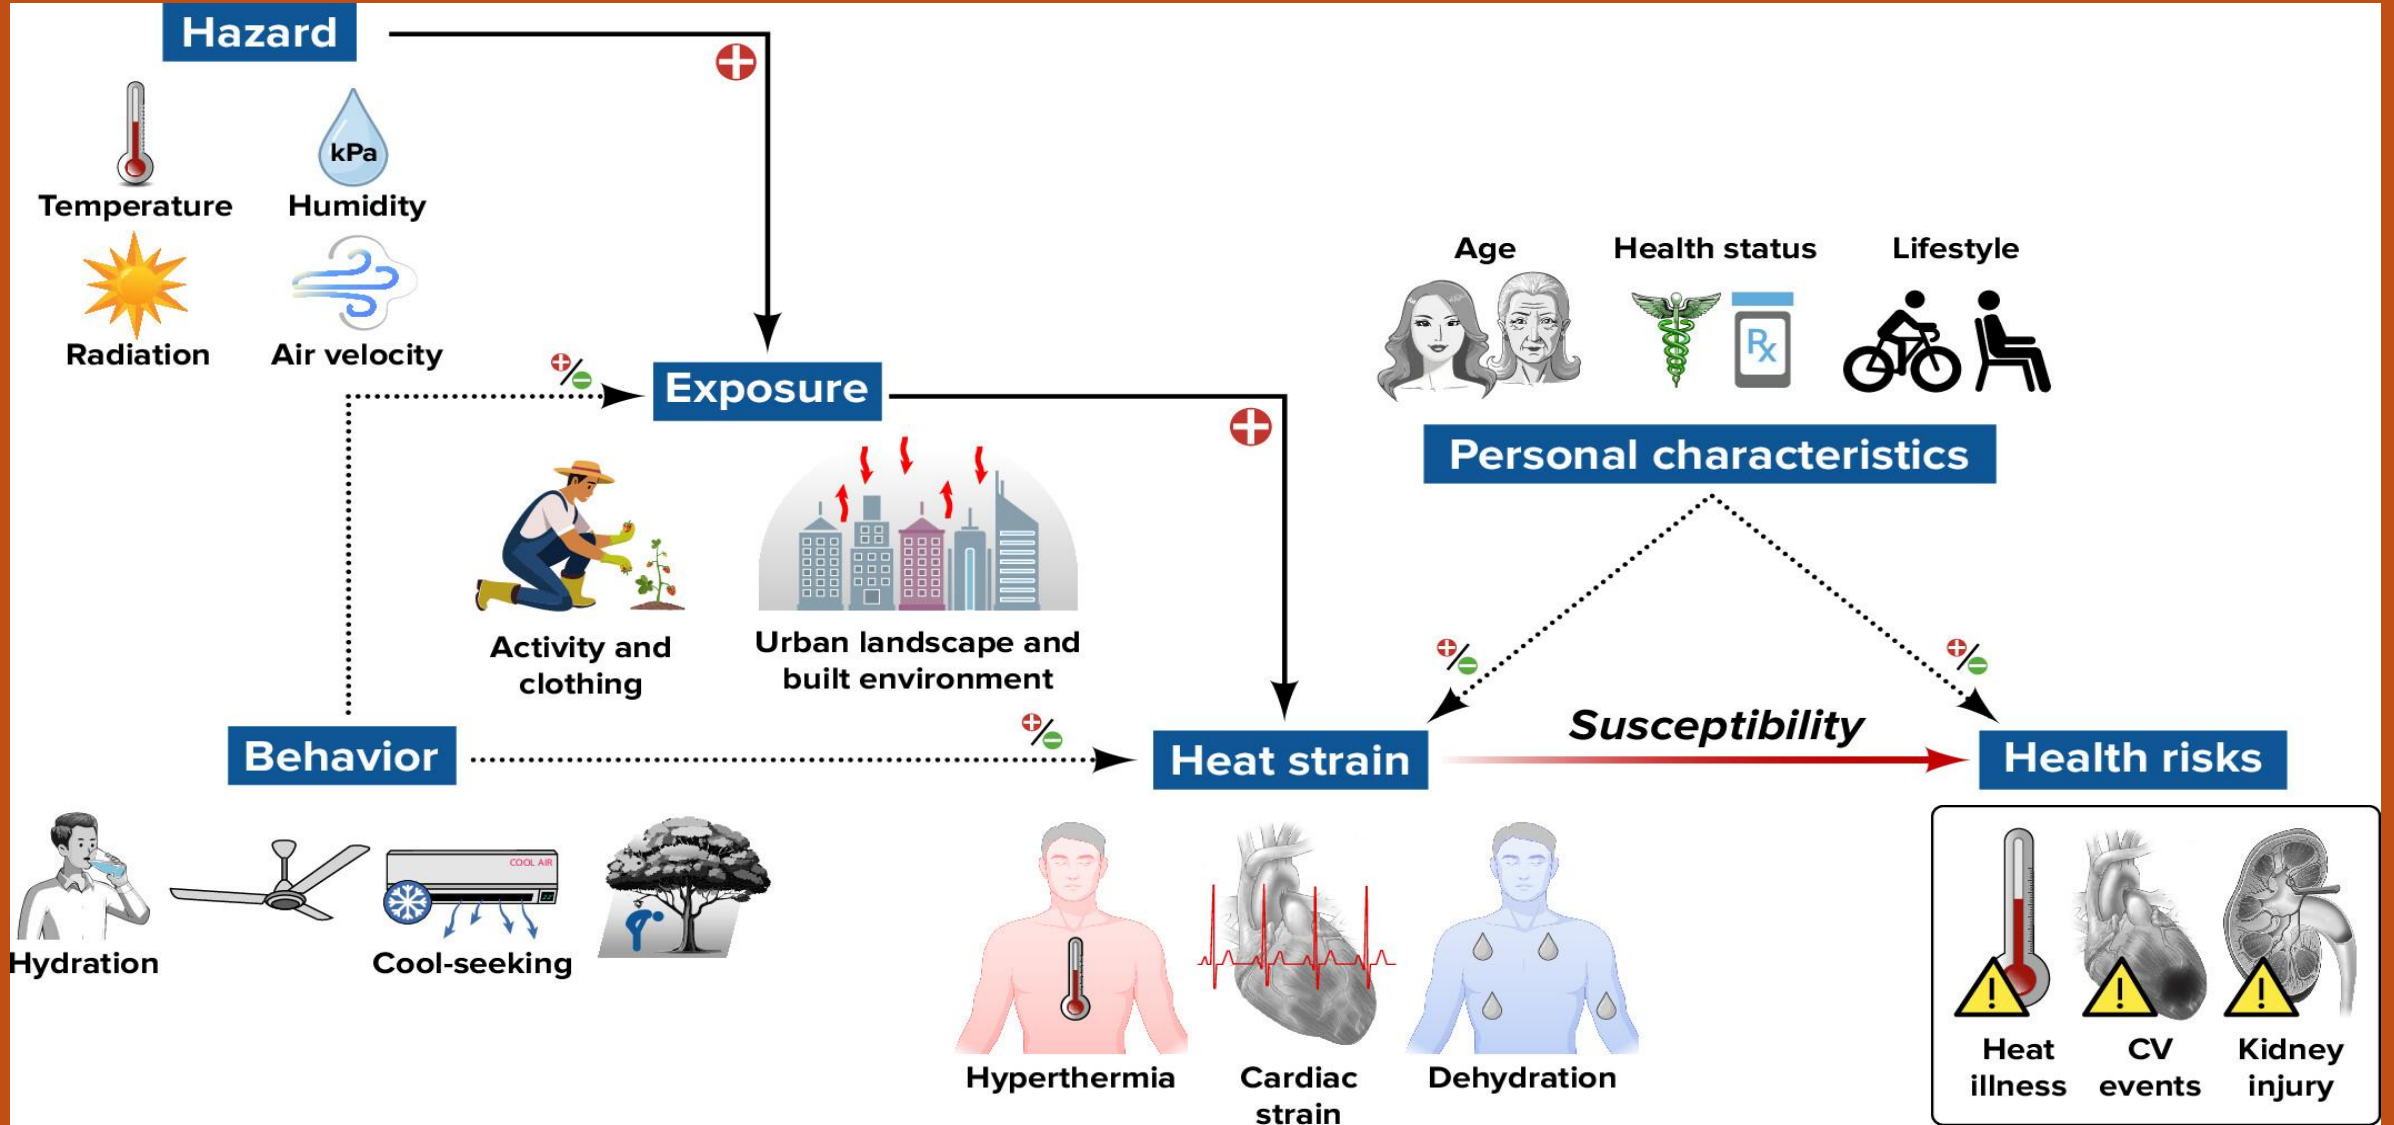 Hazard
kPa
Temperature
Humidity
Radiation
Air velocity
Exposure
Activity and
clothing
Urban landscape and
built environment
Age
Health status
Lifestyle
Rx
Personal characteristics
Behavior
COOL AIR
Hydration
Cool-seeking
Heat strain
Susceptibility
Health risks
Hyperthermia
Cardiac
strain
Dehydration
Heat
illness
CV
events
Kidney
injury